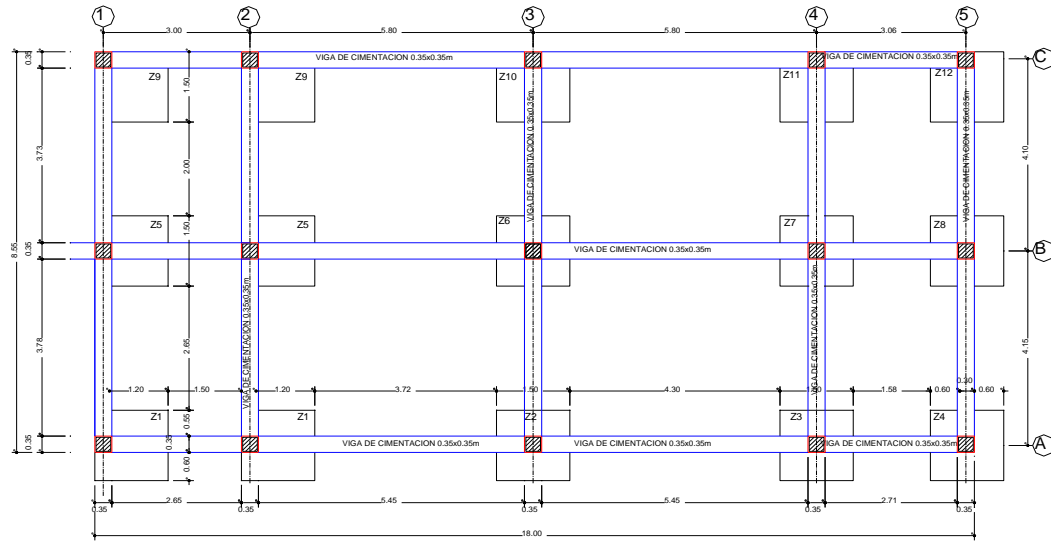 1 2 3 4 5
3.00 5.80 5.80 3.06
VIGA DE CIMENTACION 0.35x0.35m VIGA DE CIMENTACION 0.35x0.35m
C
0.35
Z9 Z9 Z10 Z11 Z12
1.50
VIGA DE CIMENTACION 0.35x0.35m
VIGA DE CIMENTACION 0.35x0.35m
3.73 2.00 4.10
Z5 Z5 Z6 Z7 Z8
1.50
8.55 0.35
VIGA DE CIMENTACION 0.35x0.35m
B
VIGA DE CIMENTACION 0.35x0.35m
VIGA DE CIMENTACION 0.35x0.35m
3.78 2.65 4.15
0.30
1.20 1.50 1.20 3.72 1.50 4.30 1.58 0.60 0.60
Z1 Z1 Z2 Z3 Z4
0.55
0.35 0.35
VIGA DE CIMENTACION 0.35x0.35m VIGA DE CIMENTACION 0.35x0.35m VIGA DE CIMENTACION 0.35x0.35m
A
0.60
2.65 5.45 5.45 2.71
0.35 0.35 0.35 0.35 0.35
18.00